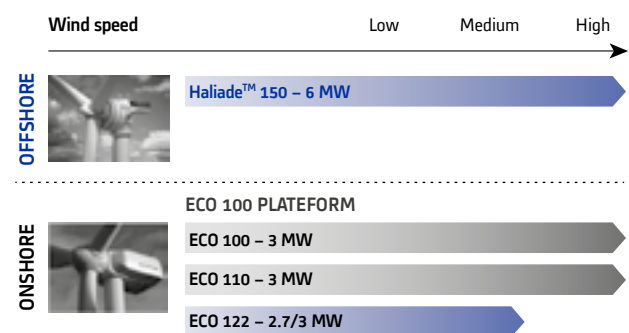 Wind speed Low Medium High
OFFSHORE
Haliade™ 150 – 6 MW
ONSHORE
ECO 100 PLATEFORM
ECO 100 – 3 MW
ECO 110 – 3 MW
ECO 122 – 2.7/3 MW